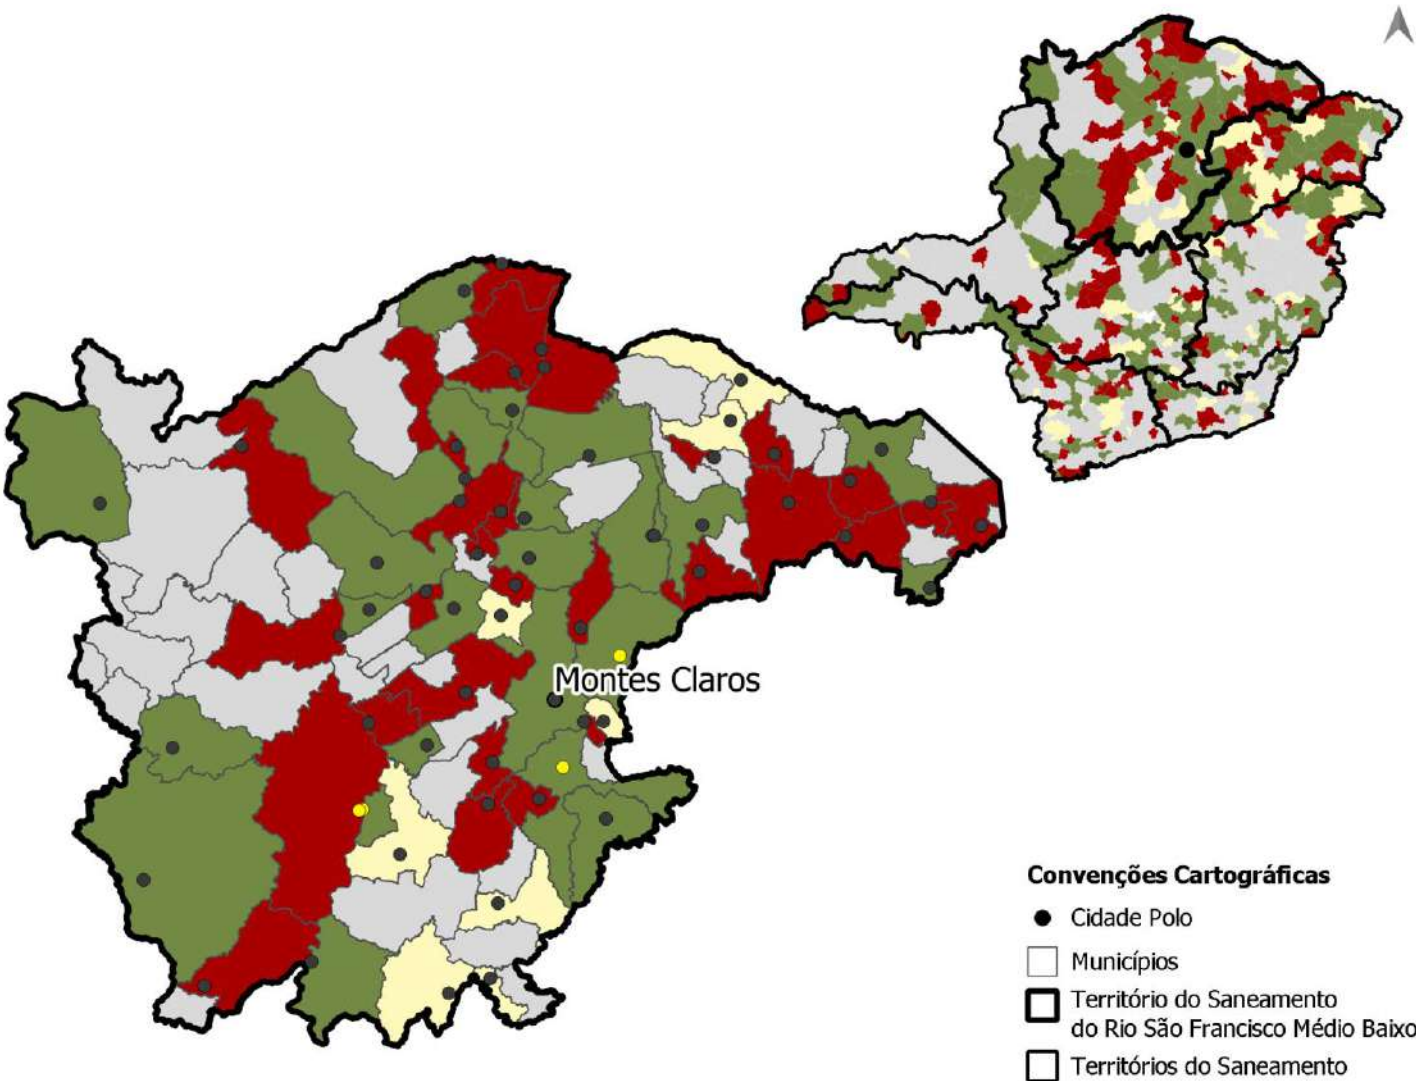 Montes Claros
Convenções Cartográficas
Cidade Polo
Municípios
Território do Saneamento
do Rio São Francisco Médio Baixo
Territórios do Saneamento